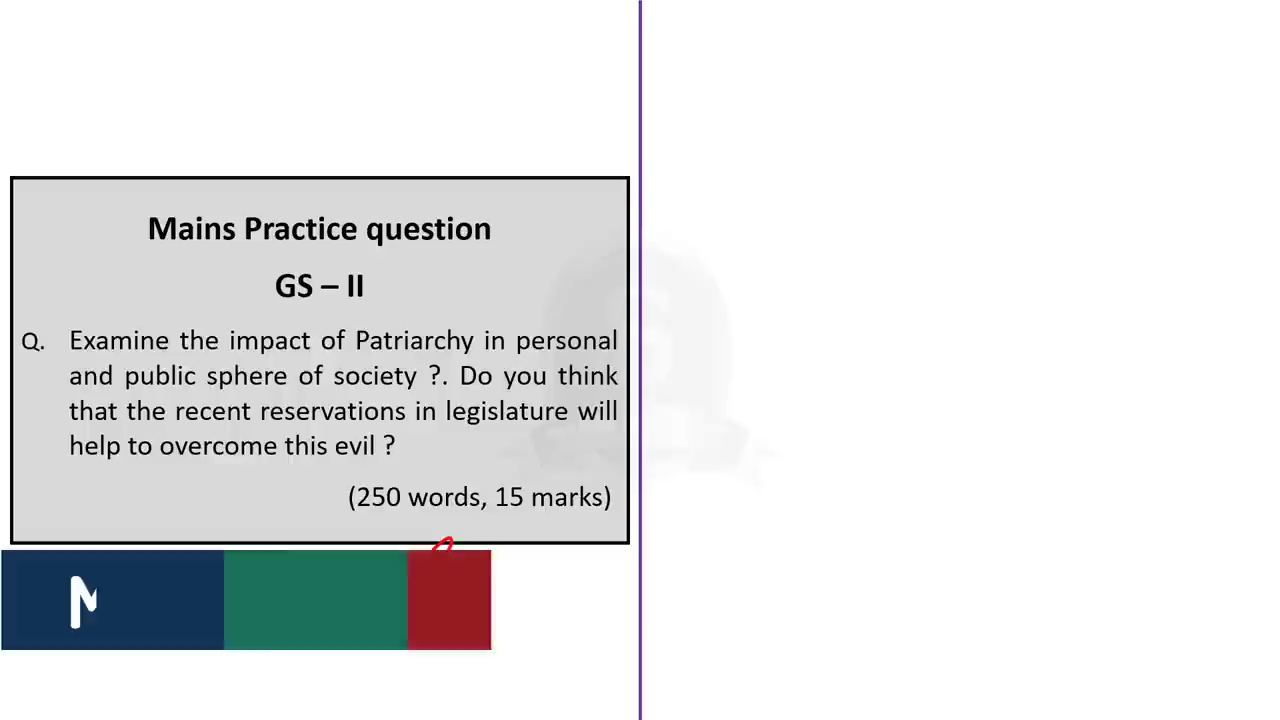 Mains Practice question
GS – II
Q. Examine the impact of Patriarchy in personal
and public sphere of society ?. Do you think
that the recent reservations in legislature will
help to overcome this evil ?
(250 words, 15 marks)